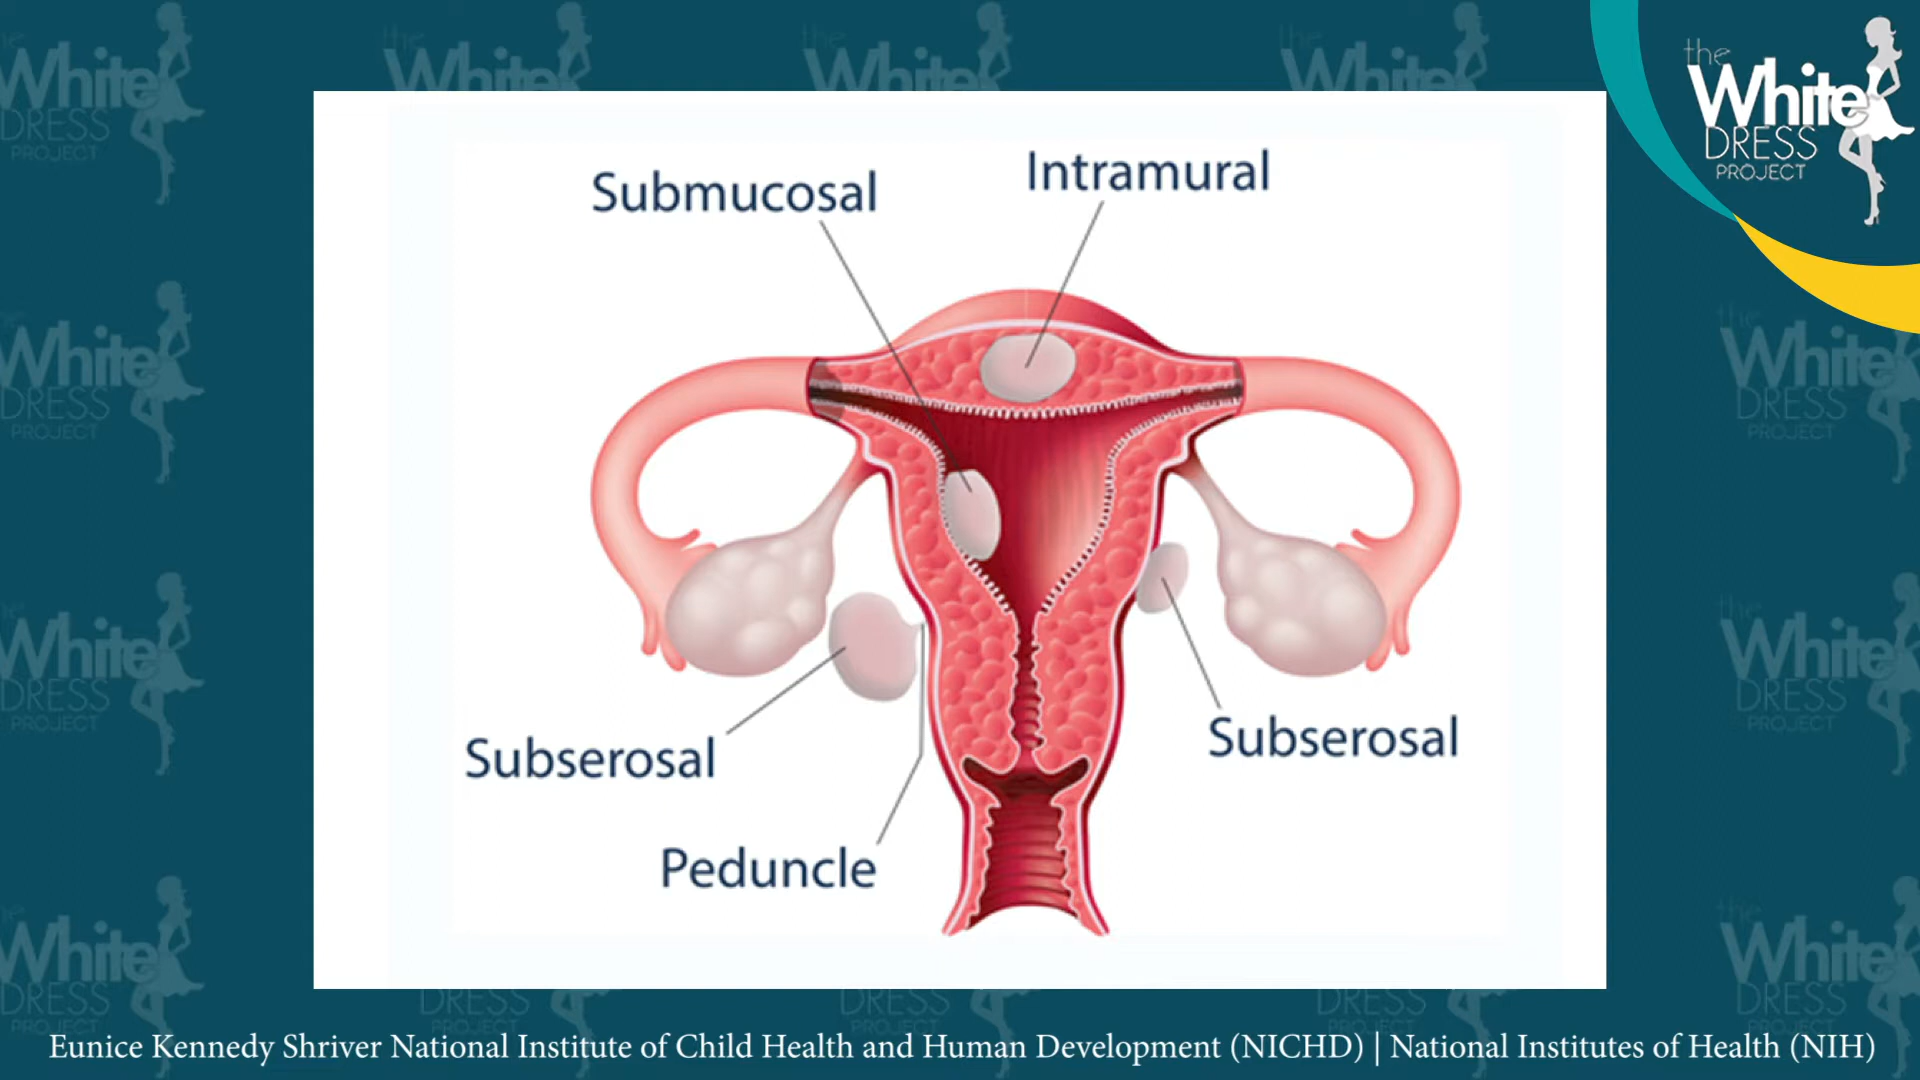 the
White
DRESS
PROJECT
Submucosal
Intramural
Subserosal
Subserosal
Peduncle
Eunice Kennedy Shriver National Institute of Child Health and Human Development (NICHD) | National Institutes of Health (NIH)